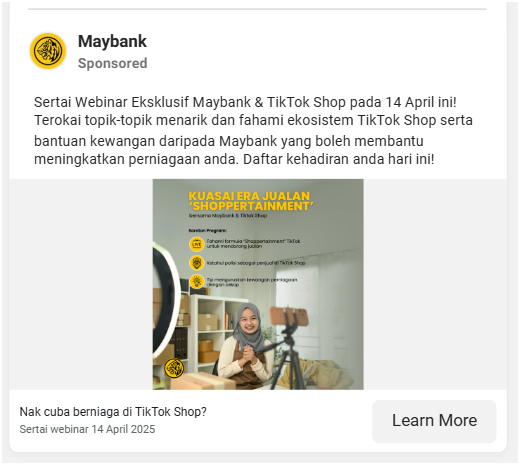 Maybank
Sponsored
Sertai Webinar Eksklusif Maybank & TikTok Shop pada 14 April ini!
Terokai topik-topik menarik dan fahami ekosistem TikTok Shop serta
bantuan kewangan daripada Maybank yang boleh membantu
meningkatkan perniagaan anda. Daftar kehadiran anda hari ini!
KUASAI ERA JUALAN
'SHOPPERTAINMENT'
bersama Maybank & Tiktok Shop
Barisan Program:
LIVE
Fahami formula "Shoppertainment" TikTok
untuk mendorong jualan
Ketahui polisi sebagai penjual di TikTok Shop
Tip menguruskan kewangan perniagaan
dengan cekap
Nak cuba berniaga di TikTok Shop?
Sertai webinar 14 April 2025
Learn More